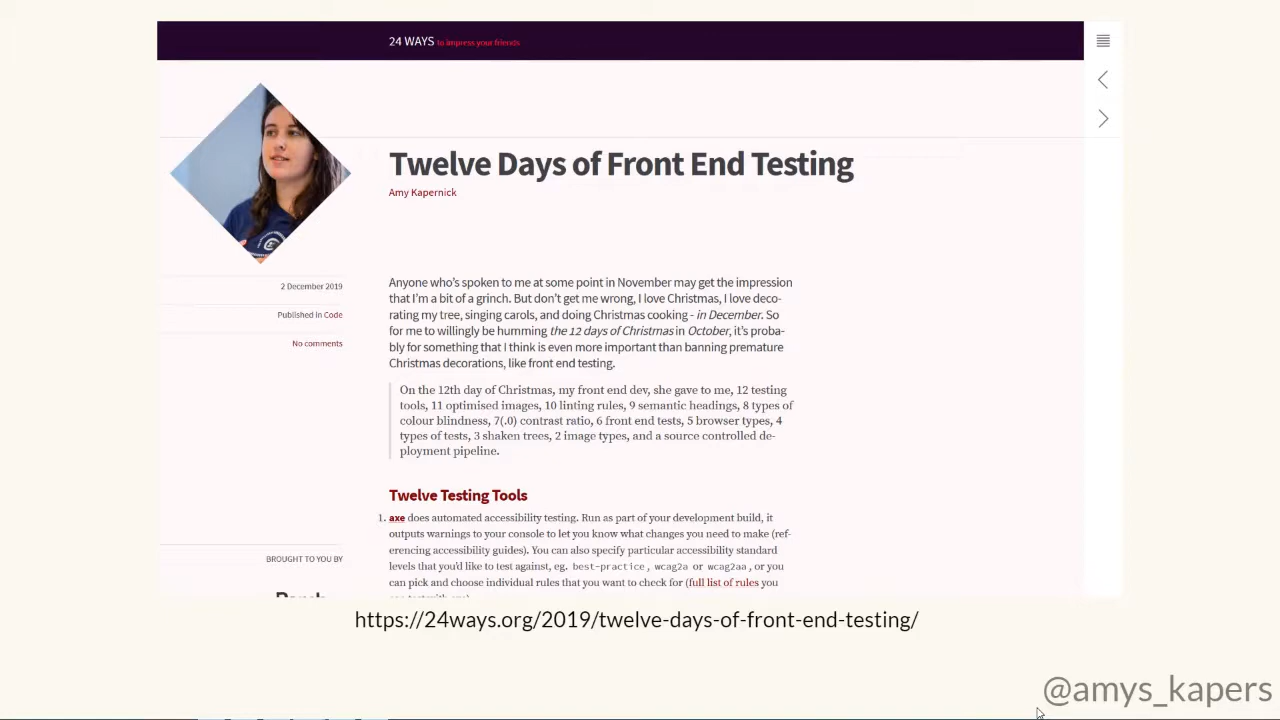 24 WAYS to impress your friends
Twelve Days of Front End Testing
Amy Kapernick
2 December 2019
Published in Code
No comments
Anyone who’s spoken to me at some point in November may get the impression
that I’m a bit of a grinch. But don’t get me wrong, I love Christmas, I love deco-
rating my tree, singing carols, and doing Christmas cooking - in December. So
for me to willingly be humming the 12 days of Christmas in October, it’s proba-
bly for something that I think is even more important than banning premature
Christmas decorations, like front end testing.
On the 12th day of Christmas, my front end dev, she gave to me, 12 testing
tools, 11 optimised images, 10 linting rules, 9 semantic headings, 8 types of
colour blindness, 7(.0) contrast ratio, 6 front end tests, 5 browser types, 4
types of tests, 3 shaken trees, 2 image types, and a source controlled de-
ployment pipeline.
Twelve Testing Tools
1. axe does automated accessibility testing. Run as part of your development build, it
outputs warnings to your console to let you know what changes you need to make (ref-
erencing accessibility guides). You can also specify particular accessibility standard
levels that you’d like to test against, eg. best-practice, wcag2a or wcag2aa, or you
can pick and choose individual rules that you want to check for (full list of rules you
BROUGHT TO YOU BY
https://24ways.org/2019/twelve-days-of-front-end-testing/
@amys_kapers